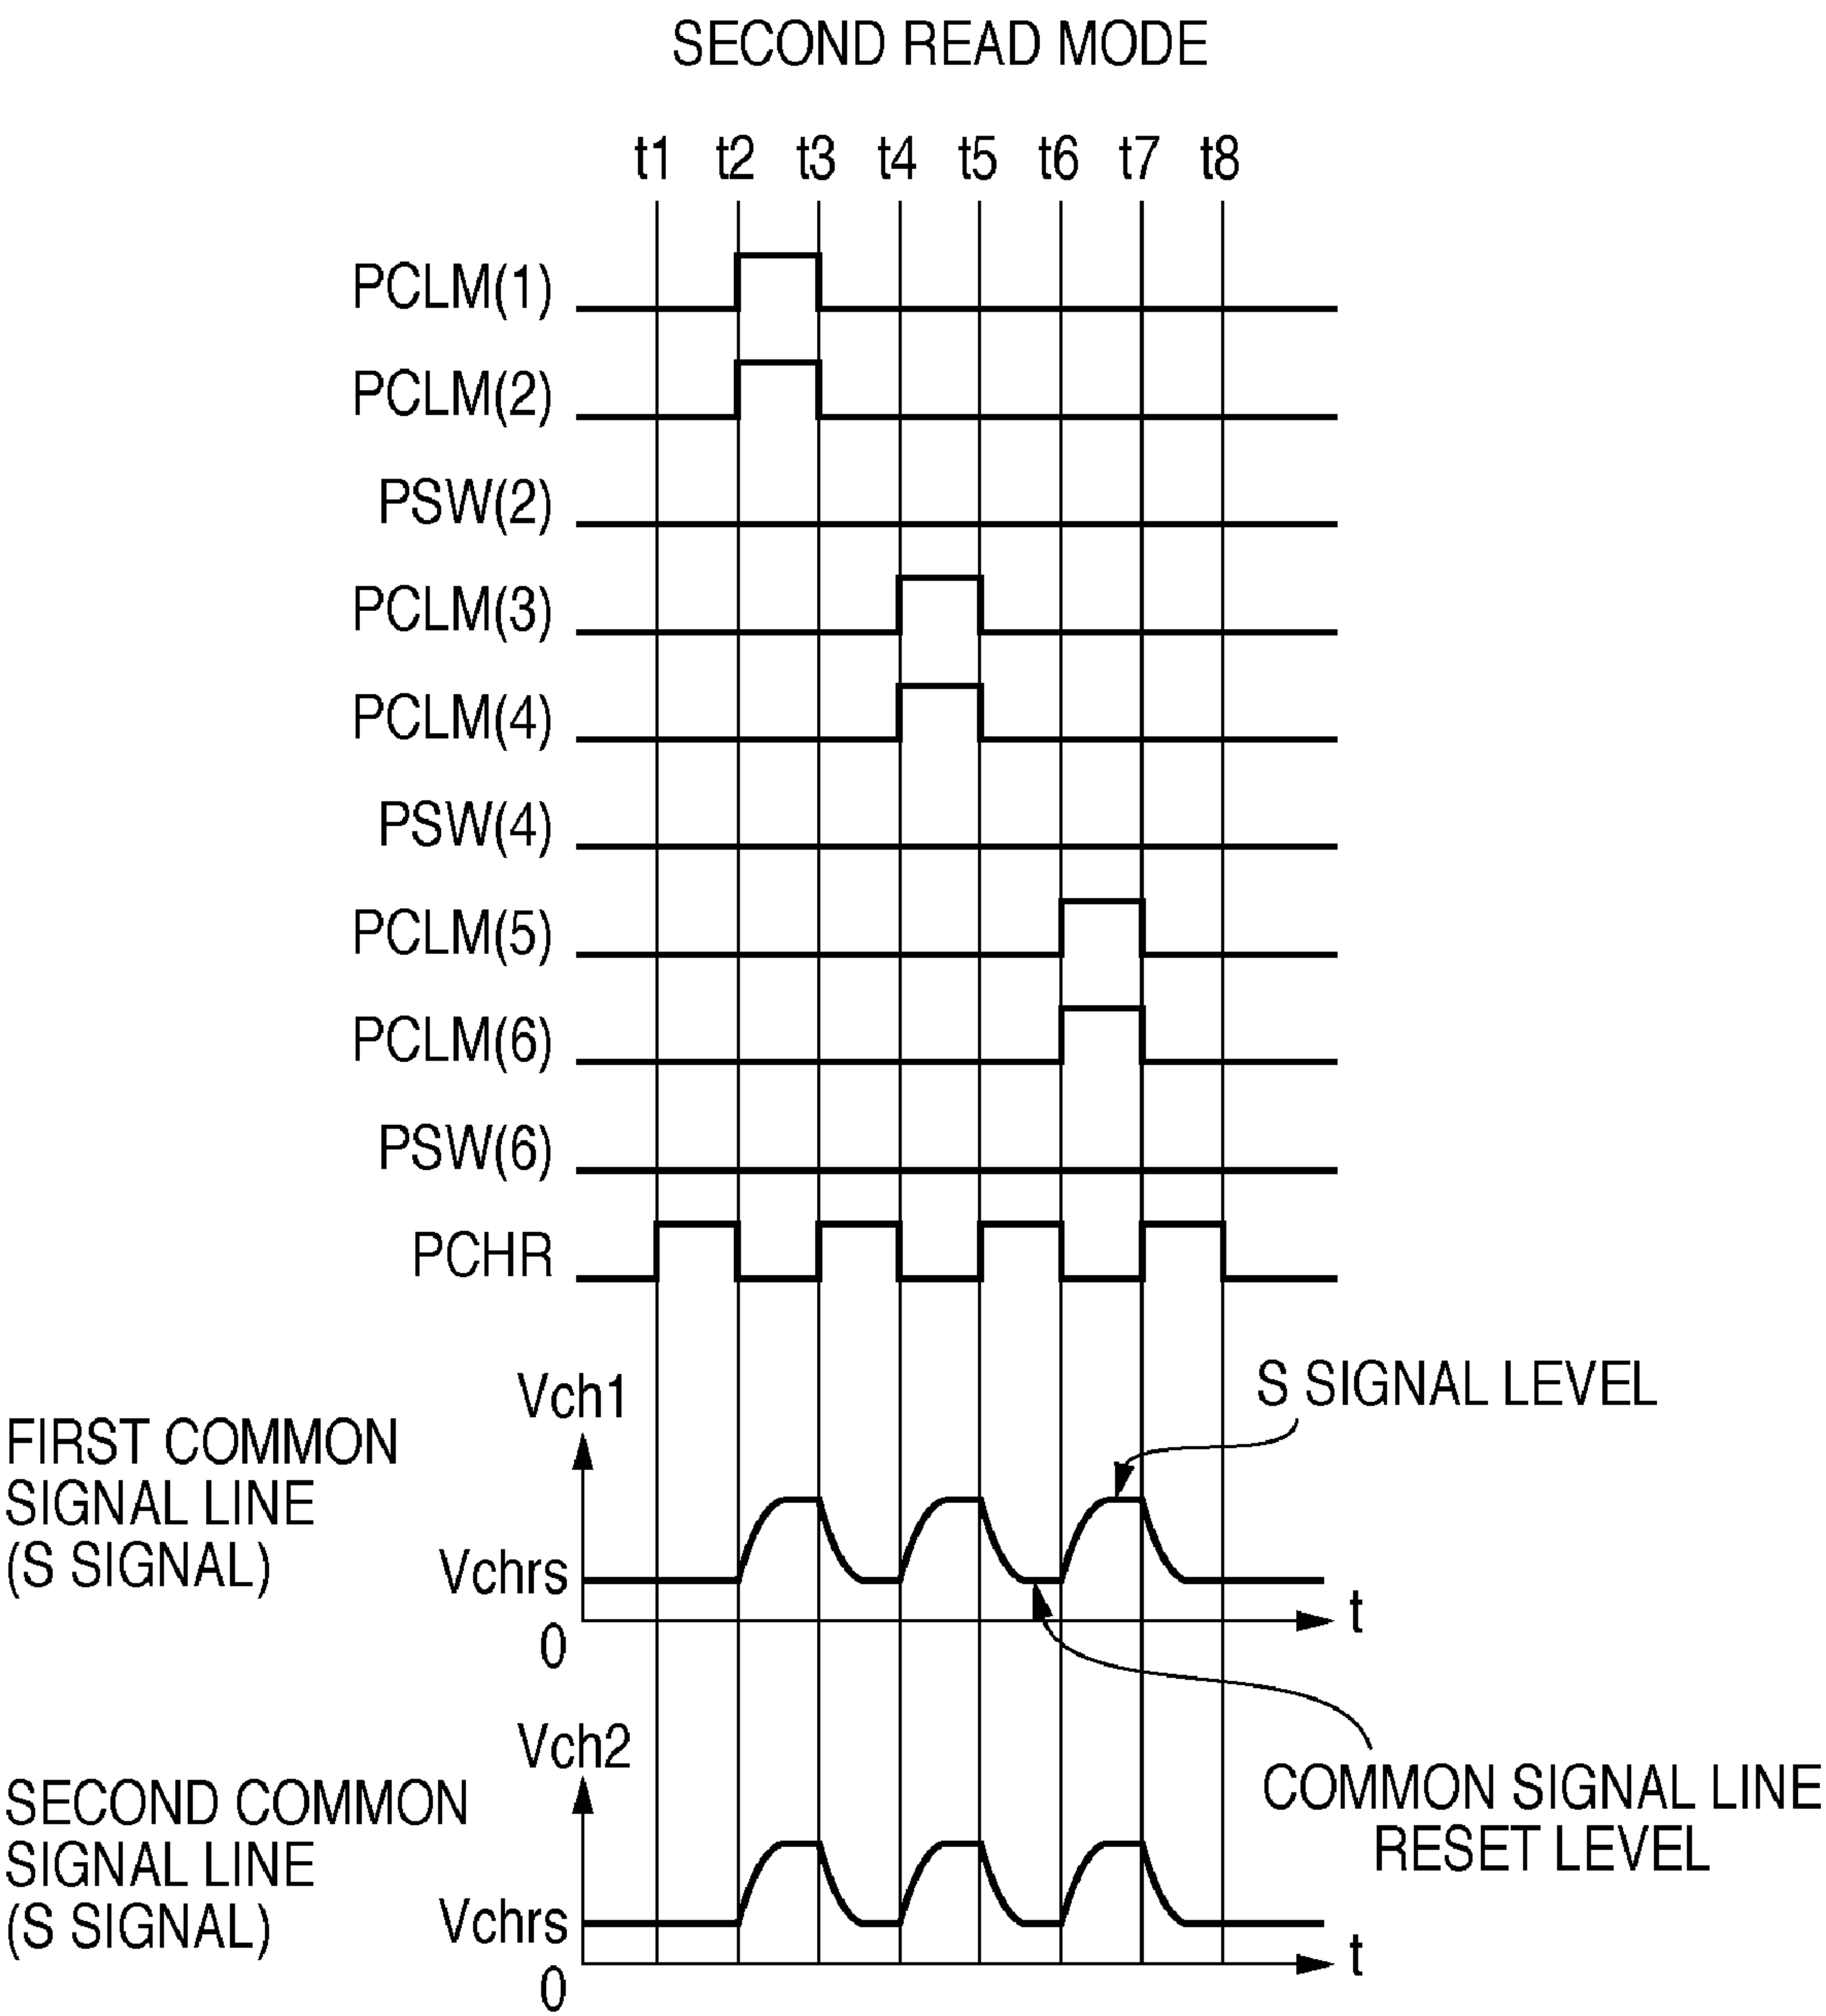 SECOND READ MODE
t1 t2 t3 t4 t5 t6 t7 t8
PCLM(1)
PCLM(2)
PSW(2)
PCLM(3)
PCLM(4)
PSW(4)
PCLM(5)
PCLM(6)
PSW(6)
PCHR
Vch1
S SIGNAL LEVEL
FIRST COMMON
SIGNAL LINE
(S SIGNAL)
Vchrs
t
0
Vch2
COMMON SIGNAL LINE
RESET LEVEL
SECOND COMMON
SIGNAL LINE
(S SIGNAL)
Vchrs
t
0